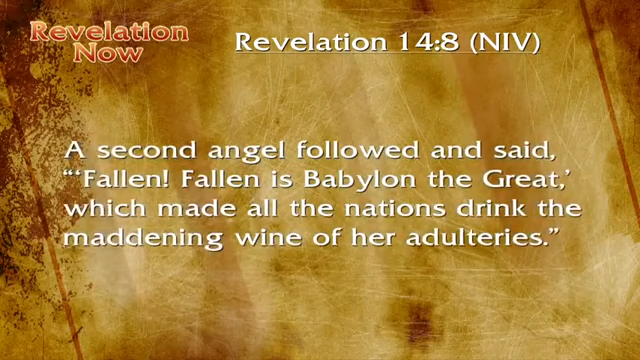 Revelation
Now
Revelation 14:8 (NIV)
A second angel followed and said,
“‘Fallen! Fallen is Babylon the Great,’
which made all the nations drink the
maddening wine of her adulteries.”